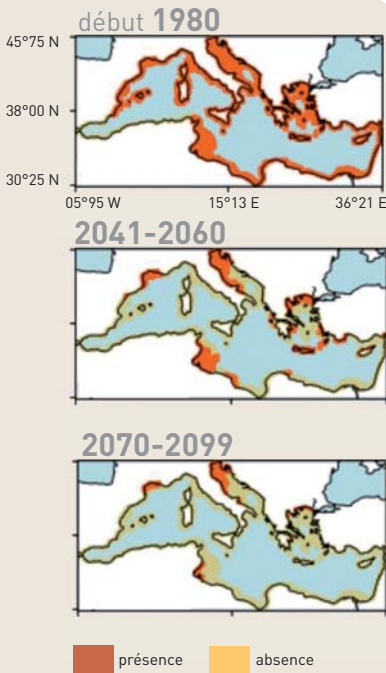 début 1980
45°75 N
38°00 N
30°25 N
05°95 W 15°13 E 36°21 E
2041-2060
2070-2099
présence absence